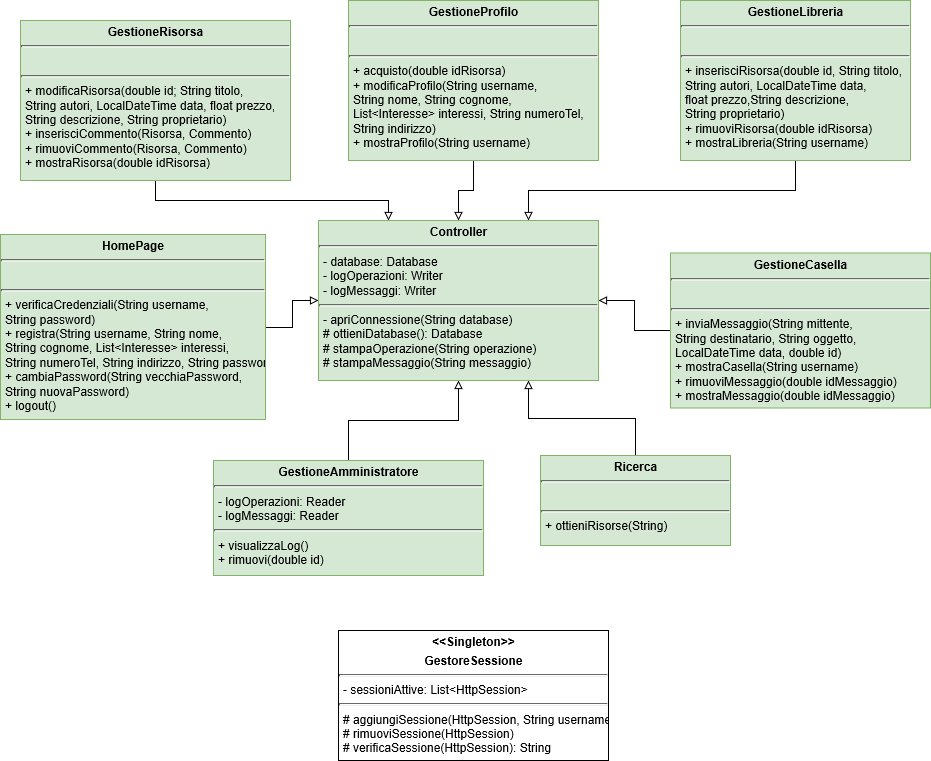 GestioneRisorsa
+ modificaRisorsa(double id; String titolo,
String autori, LocalDateTime data, float prezzo,
String descrizione, String proprietario)
+ inserisciCommento(Risorsa, Commento)
+ rimuoviCommento(Risorsa, Commento)
+ mostraRisorsa(double idRisorsa)
GestioneProfilo
+ acquisto(double idRisorsa)
+ modificaProfilo(String username,
String nome, String cognome,
List<Interesse> interessi, String numeroTel,
String indirizzo)
+ mostraProfilo(String username)
GestioneLibreria
+ inserisciRisorsa(double id, String titolo,
String autori, LocalDateTime data,
float prezzo,String descrizione,
String proprietario)
+ rimuoviRisorsa(double idRisorsa)
+ mostraLibreria(String username)
HomePage
+ verificaCredenziali(String username,
String password)
+ registra(String username, String nome,
String cognome, List<Interesse> interessi,
String numeroTel, String indirizzo, String passwor
+ cambiaPassword(String vecchiaPassword,
String nuovaPassword)
+ logout()
Controller
- database: Database
- logOperazioni: Writer
- logMessaggi: Writer
- apriConnessione(String database)
# ottieniDatabase(): Database
# stampaOperazione(String operazione)
# stampaMessaggio(String messaggio)
GestioneCasella
+ inviaMessaggio(String mittente,
String destinatario, String oggetto,
LocalDateTime data, double id)
+ mostraCasella(String username)
+ rimuoviMessaggio(double idMessaggio)
+ mostraMessaggio(double idMessaggio)
GestioneAmministratore
- logOperazioni: Reader
- logMessaggi: Reader
+ visualizzaLog()
+ rimuovi(double id)
Ricerca
+ ottieniRisorse(String)
<<Singleton>>
GestoreSessione
- sessioniAttive: List<HttpSession>
# aggiungiSessione(HttpSession, String username
# rimuoviSessione(HttpSession)
# verificaSessione(HttpSession): String